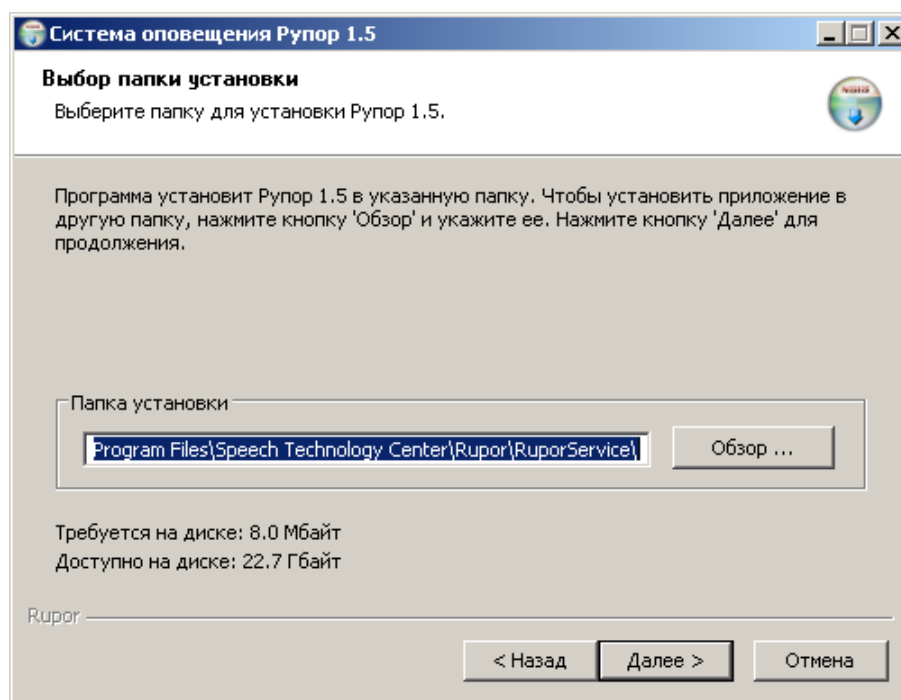 Система оповещения Рупор 1.5
Выбор папки установки
Выберите папку для установки Рупор 1.5.
Программа установит Рупор 1.5 в указанную папку. Чтобы установить приложение в
другую папку, нажмите кнопку 'Обзор' и укажите ее. Нажмите кнопку 'Далее' для
продолжения.
Папка установки
Program Files\Speech Technology Center\Rupor\RuporService\
Обзор ...
Требуется на диске: 8.0 Мбайт
Доступно на диске: 22.7 Гбайт
Rupor
< Назад
Далее >
Отмена